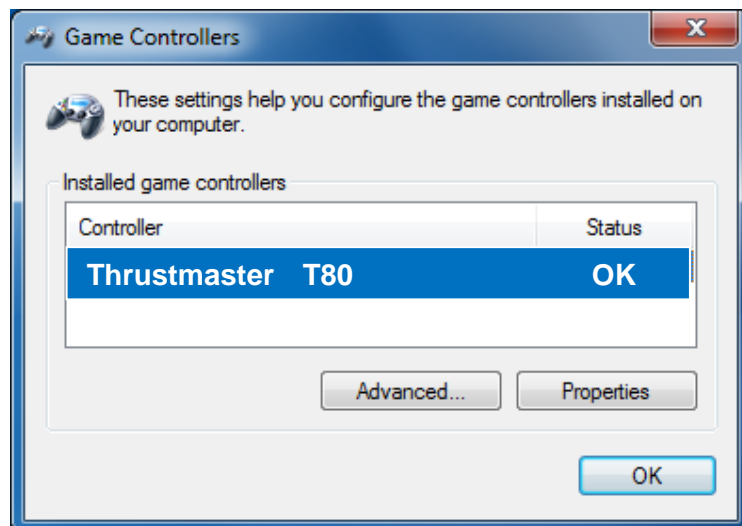 Game Controllers
These settings help you configure the game controllers installed on
your computer.
Installed game controllers
Controller Status
Thrustmaster T80 OK
Advanced... Properties
OK